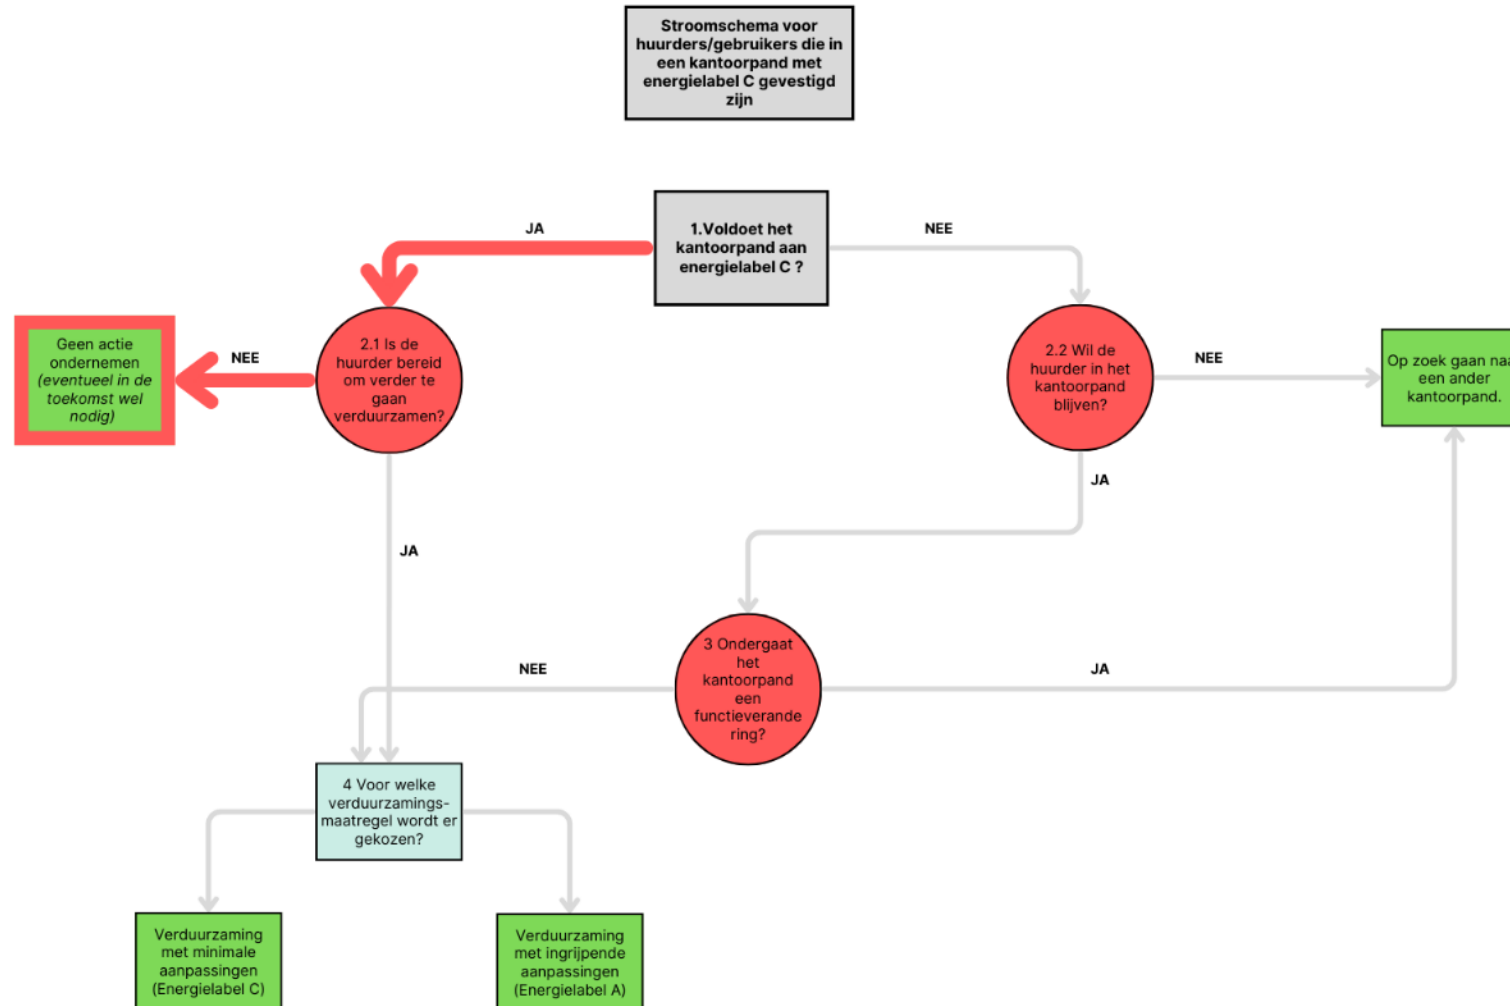 Stroomschema voor
huurders/gebruikers die in
een kantoorpand met
energielabel C gevestigd
zijn
JA
1.Voldoet het
kantoorpand aan
energielabel C ?
NEE
Geen actie
ondernemen
(eventueel in de
toekomst wel
nodig)
NEE
2.1 Is de
huurder bereid
om verder te
gaan
verduurzamen?
2.2 Wil de
huurder in het
kantoorpand
blijven?
NEE
Op zoek gaan naa
een ander
kantoorpand.
JA
JA
NEE
3 Ondergaat
het
kantoorpand
een
functieverande
ring?
JA
4 Voor welke
verduurzamings-
maatregel wordt er
gekozen?
Verduurzaming
met minimale
aanpassingen
(Energielabel C)
Verduurzaming
met ingrijpende
aanpassingen
(Energielabel A)